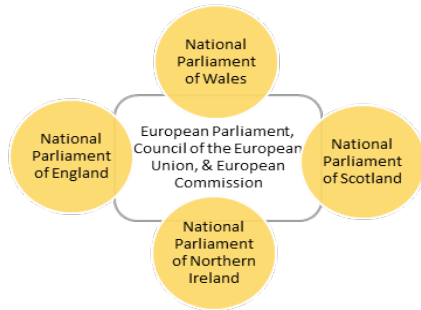 National
Parliament
of Wales
National
Parliament
of England
European Parliament,
Council of the European
Union, & European
Commission
National
Parliament
of Scotland
National
Parliament
of Northern
Ireland